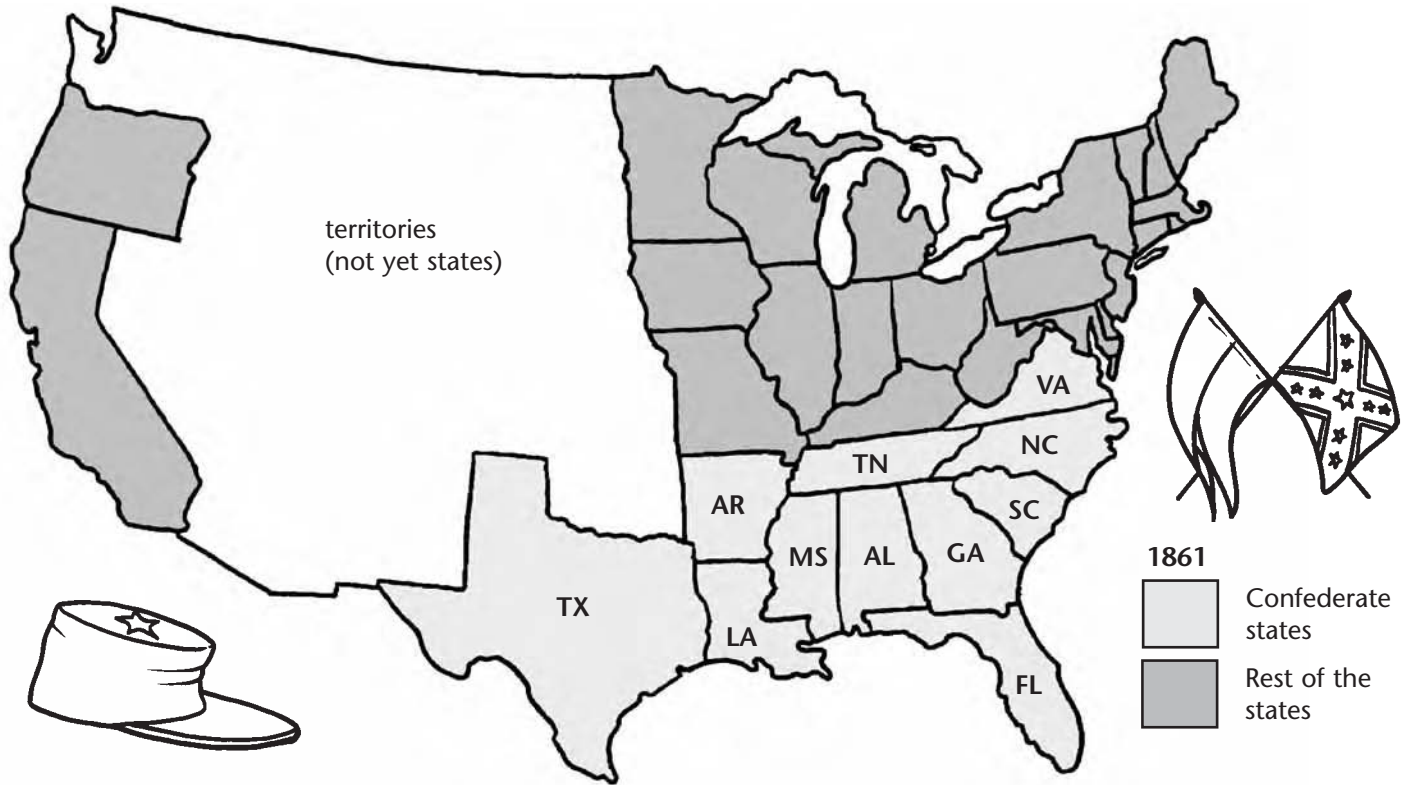 territories
(not yet states)
VA
NC
TN
SC
AR
MS
AL
GA
TX
LA
FL
1861
Confederate
states
Rest of the
states